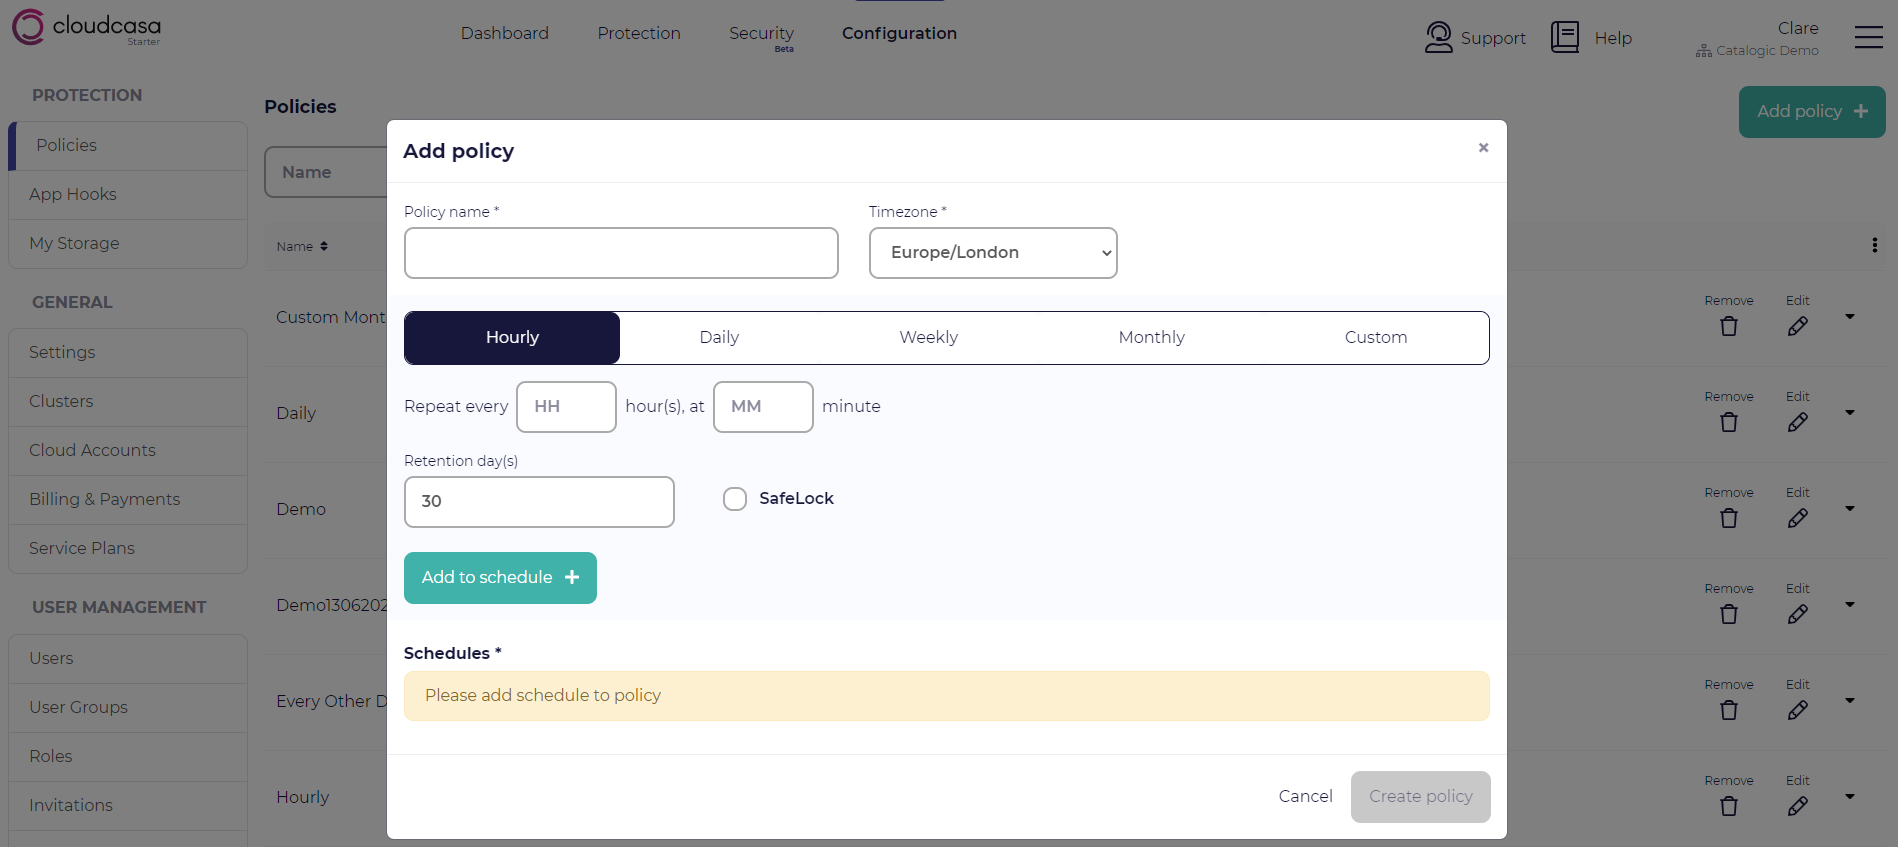 cloudcasa
Starter
Dashboard
Protection
Security
Beta
Configuration
Support
Help
Clare
Catalogic Demo
PROTECTION
Policies
App Hooks
My Storage
GENERAL
Settings
Clusters
Cloud Accounts
Billing & Payments
Service Plans
USER MANAGEMENT
Users
User Groups
Roles
Invitations
Policies
Add policy
Name
Name
Custom Mont
Remove
Edit
Daily
Remove
Edit
Demo
Remove
Edit
Demo1306202
Remove
Edit
Every Other D
Remove
Edit
Hourly
Remove
Edit
Add policy
Policy name *
Timezone *
Europe/London
Hourly
Daily
Weekly
Monthly
Custom
Repeat every HH hour(s), at MM minute
Retention day(s)
30
SafeLock
Add to schedule
Schedules *
Please add schedule to policy
Cancel
Create policy